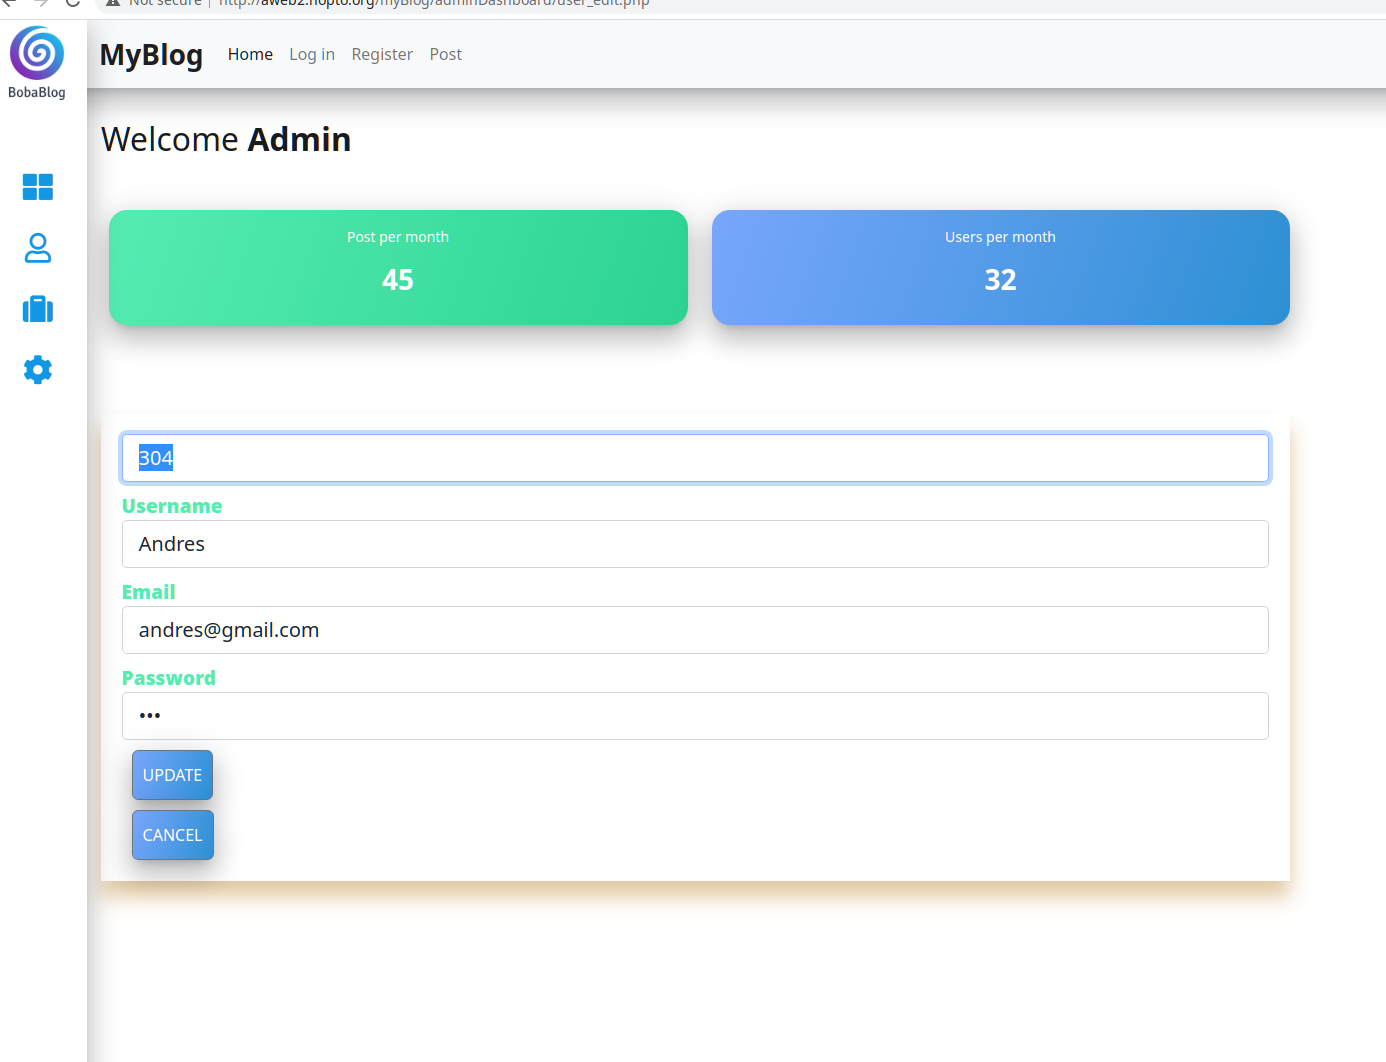 Not secure | http://aweb2.hopto.org/myBlog/adminDashboard/user_edit.php
BobaBlog
MyBlog Home Log in Register Post
Welcome Admin
Post per month
45
Users per month
32
304
Username
Andres
Email
andres@gmail.com
Password
•••
UPDATE
CANCEL